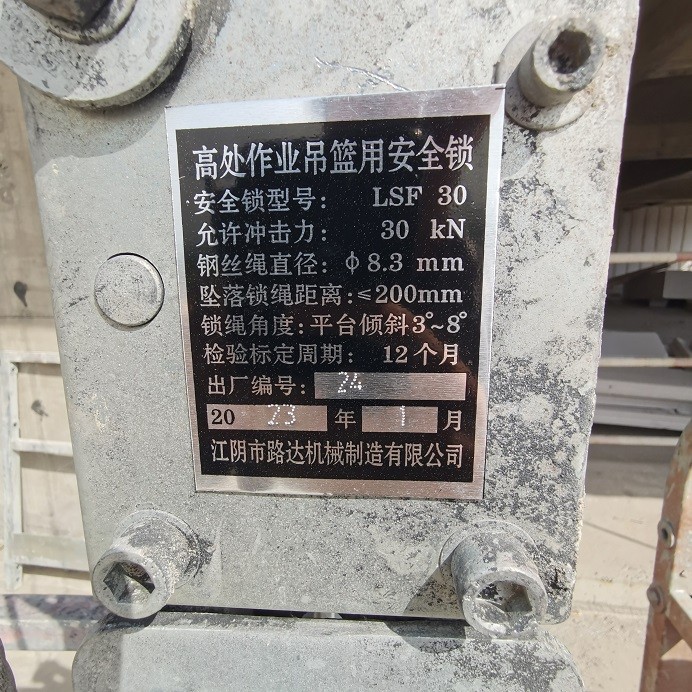 高处作业吊篮用安全锁
安全锁型号: LSF 30
允许冲击力: 30 kN
钢丝绳直径: ϕ8.3 mm
坠落锁绳距离:≤200mm
锁绳角度:平台倾斜3°~8°
检验标定周期: 12个月
出厂编号: 24
20 23 年 1 月
江阴市路达机械制造有限公司